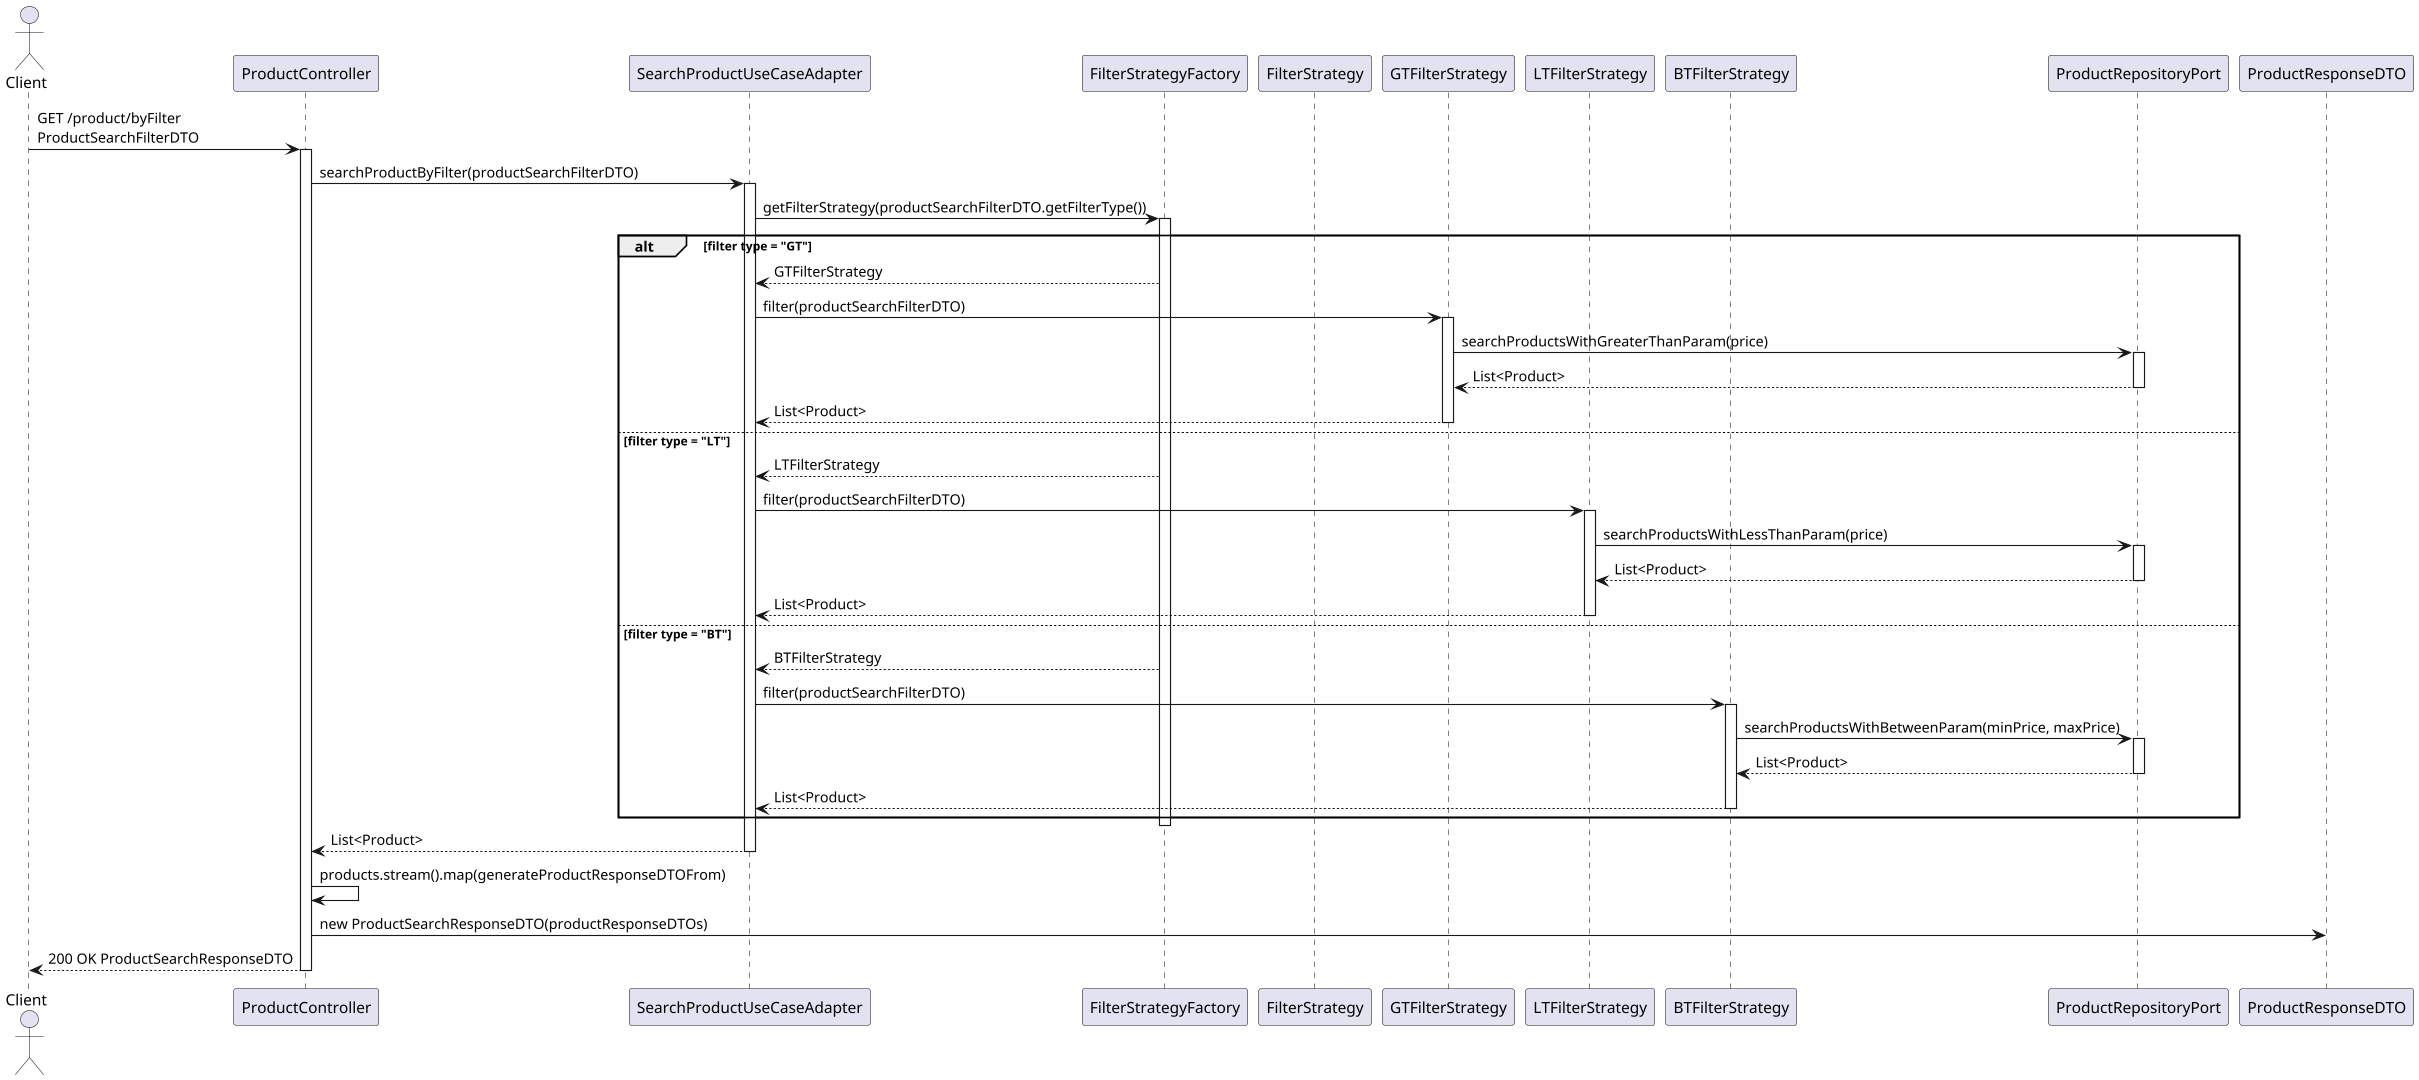 Client
ProductController
SearchProductUseCaseAdapter
FilterStrategyFactory
FilterStrategy
GTFilterStrategy
LTFilterStrategy
BTFilterStrategy
ProductRepositoryPort
ProductResponseDTO
GET /product/byFilter
ProductSearchFilterDTO
searchProductByFilter(productSearchFilterDTO)
getFilterStrategy(productSearchFilterDTO.getFilterType())
alt
[filter type = "GT"]
GTFilterStrategy
filter(productSearchFilterDTO)
searchProductsWithGreaterThanParam(price)
List<Product>
List<Product>
[filter type = "LT"]
LTFilterStrategy
filter(productSearchFilterDTO)
searchProductsWithLessThanParam(price)
List<Product>
List<Product>
[filter type = "BT"]
BTFilterStrategy
filter(productSearchFilterDTO)
searchProductsWithBetweenParam(minPrice, maxPrice)
List<Product>
List<Product>
List<Product>
products.stream().map(generateProductResponseDTOFrom)
new ProductSearchResponseDTO(productResponseDTOs)
200 OK ProductSearchResponseDTO
Client
ProductController
SearchProductUseCaseAdapter
FilterStrategyFactory
FilterStrategy
GTFilterStrategy
LTFilterStrategy
BTFilterStrategy
ProductRepositoryPort
ProductResponseDTO